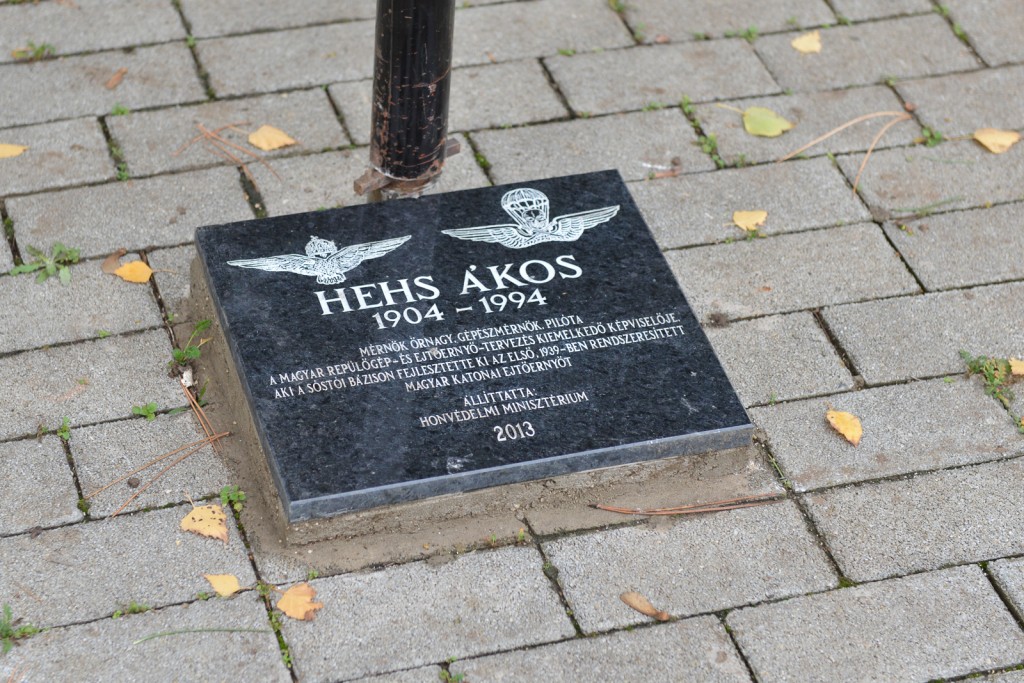 HEHS ÁKOS
1904 - 1994
MÉRNÖK ŐRNAGY, GÉPÉSZMÉRNÖK, PILÓTA
A MAGYAR REPÜLŐGÉP- ÉS EJTŐERNYŐ-TERVEZÉS KIEMELKEDŐ KÉPVISELŐJE,
AKI A SÓSTÓI BÁZISON FEJLESZTETTE KI AZ ELSŐ, 1939-BEN RENDSZERESÍTETT
MAGYAR KATONAI EJTŐERNYŐT
ÁLLÍTTATTA:
HONVÉDELMI MINISZTÉRIUM
2013